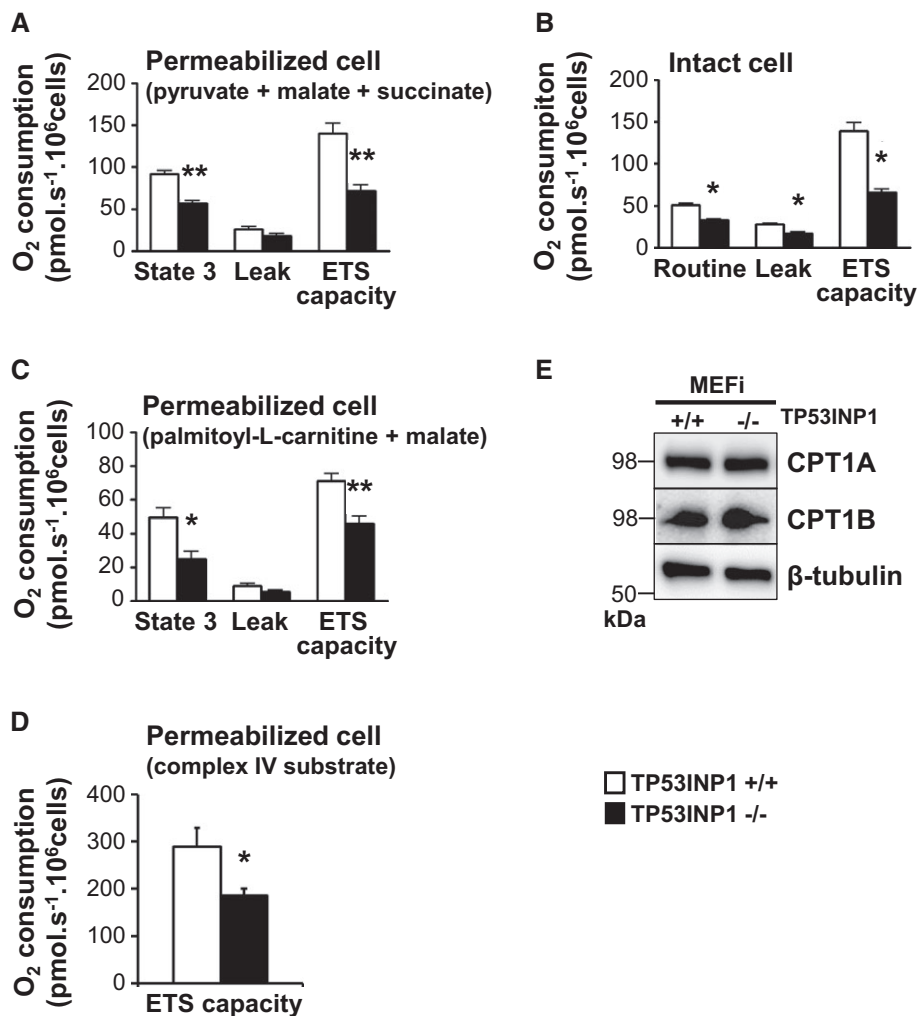 A
Permeabilized cell
(pyruvate + malate + succinate)
O2 consumption
(pmol.s-1.106cells)
200
150
100
50
0
**
**
State 3
Leak
ETS
capacity
B
Intact cell
O2 consumpiton
(pmol.s-1.106cells)
200
150
100
50
0
*
*
*
Routine
Leak
ETS
capacity
C
Permeabilized cell
(palmitoyl-L-carnitine + malate)
O2 consumption
(pmol.s-1.106cells)
100
80
60
40
20
0
*
**
State 3
Leak
ETS
capacity
E
MEFi
+/+
-/-
TP53INP1
98
CPT1A
98
CPT1B
β-tubulin
50
kDa
D
Permeabilized cell
(complex IV substrate)
O2 consumption
(pmol.s-1.106cells)
400
300
200
100
0
*
ETS capacity
TP53INP1 +/+
TP53INP1 -/-